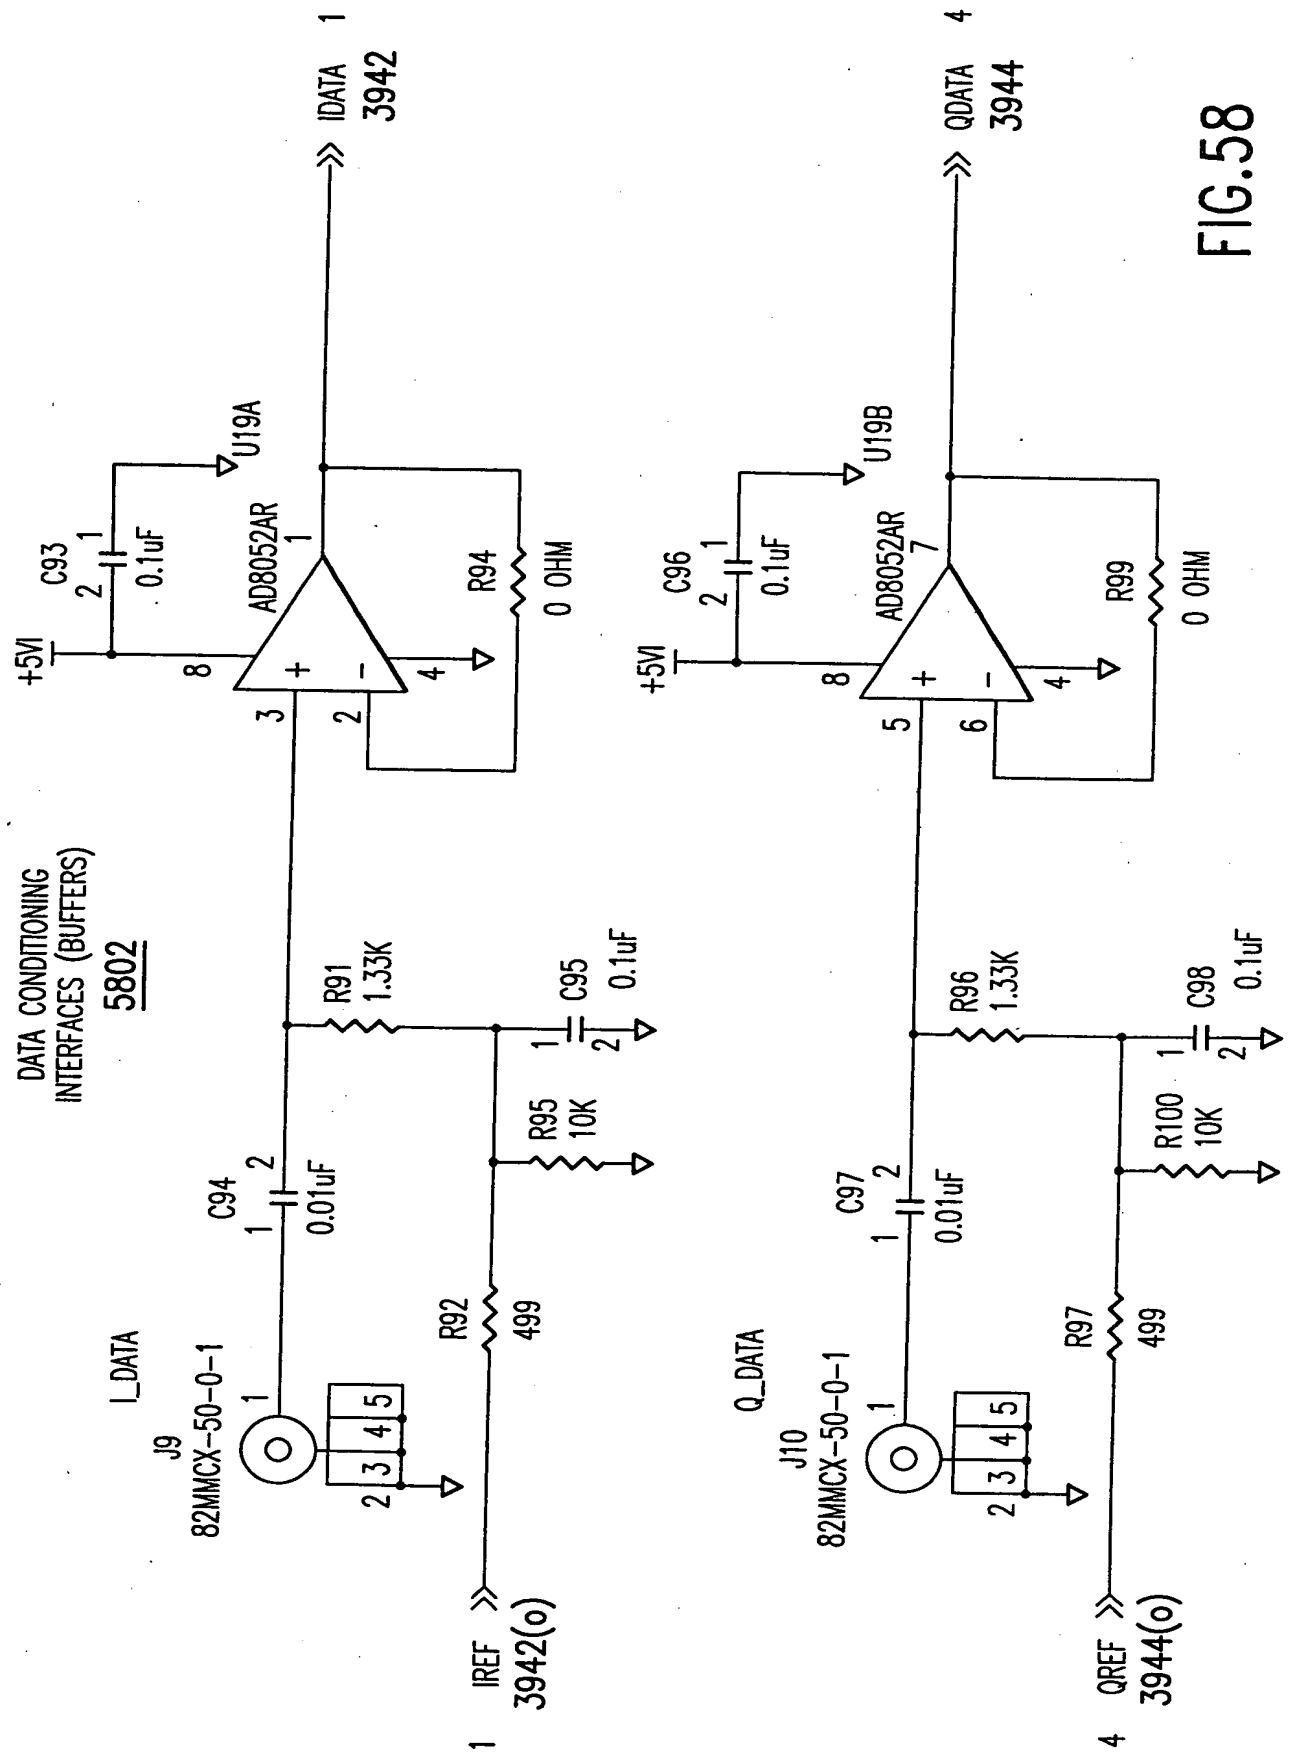 DATA CONDITIONING
INTERFACES (BUFFERS)
5802
I_DATA
J9
82MMCX-50-0-1
1
2 3 4 5
C94
1 2
0.01uF
R91
1.33K
R92
499
R95
10K
C95
1 2
0.1uF
1 IREF
3942(o)
+5VI
C93
2 1
0.1uF
U19A
AD8052AR
8
3 +
2 -
1
4
R94
0 OHM
IDATA 1
3942
Q_DATA
J10
82MMCX-50-0-1
1
2 3 4 5
C97
1 2
0.01uF
R96
1.33K
R97
499
R100
10K
C98
1 2
0.1uF
4 QREF
3944(o)
+5VI
C96
2 1
0.1uF
U19B
AD8052AR
8
5 +
6 -
7
4
R99
0 OHM
QDATA 4
3944
FIG.58